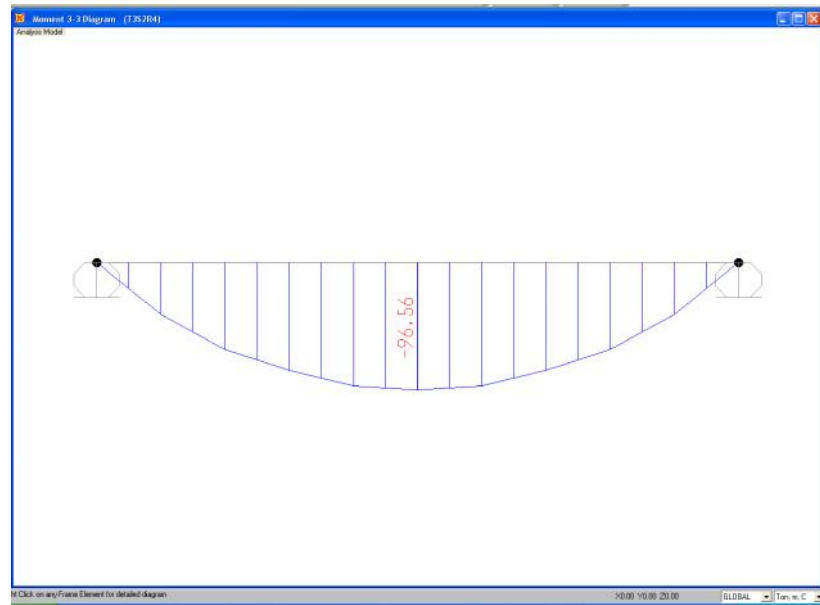 Moment 3-3 Diagram (T3S2R4)
Analysis Model
-96.56
ht Click on any Frame Element for detailed diagram
X0.00 Y0.00 Z0.00
GLOBAL
Ton, m, C